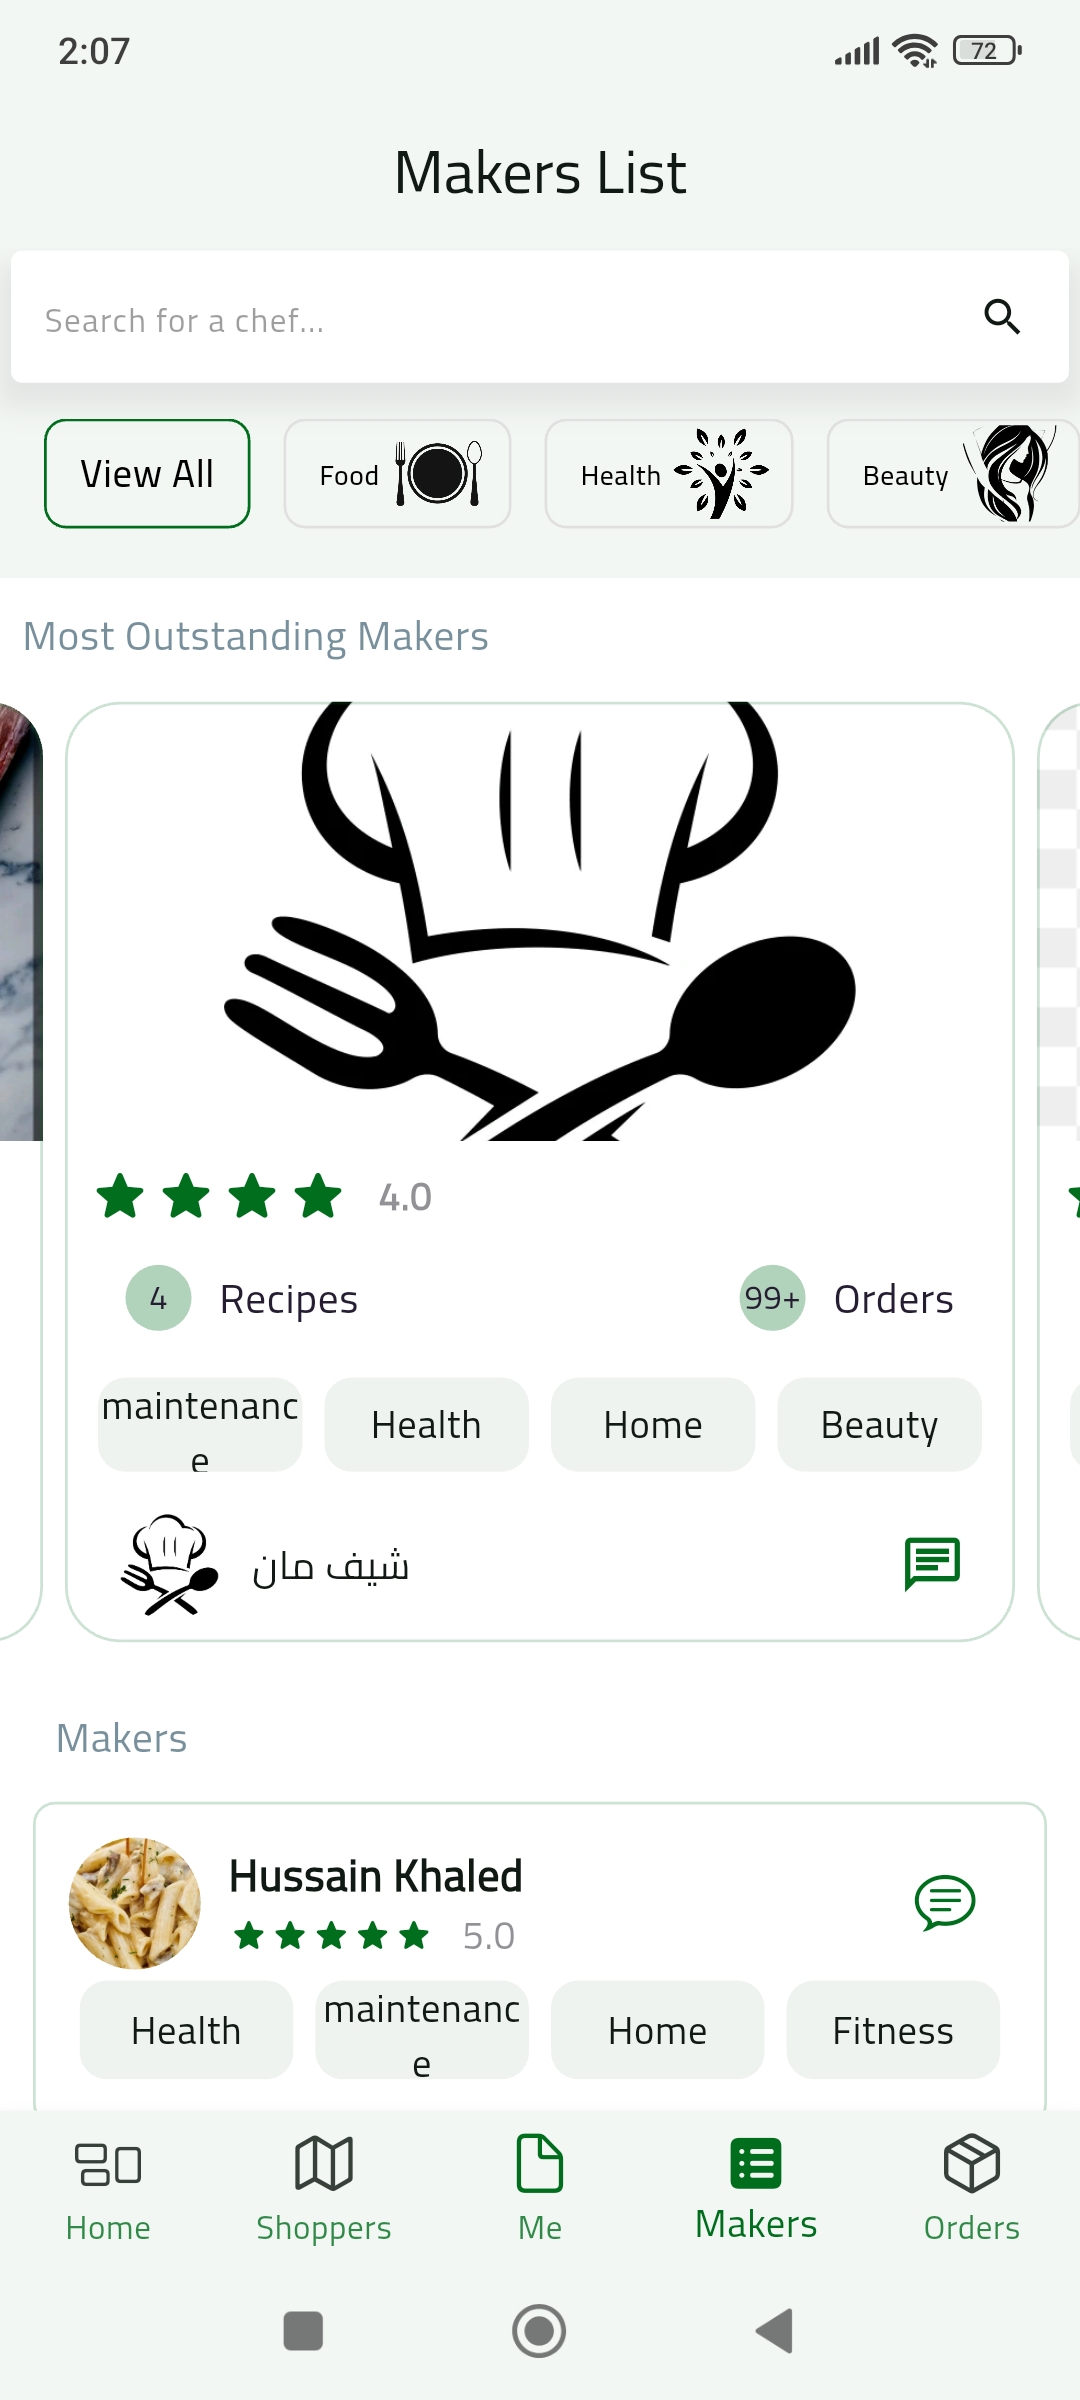 2:07
72
Makers List
Search for a chef...
View All
Food
Health
Beauty
Most Outstanding Makers
4.0
4 Recipes
99+ Orders
maintenanc
e
Health
Home
Beauty
شيف مان
Makers
Hussain Khaled
5.0
Health
maintenanc
e
Home
Fitness
Home
Shoppers
Me
Makers
Orders